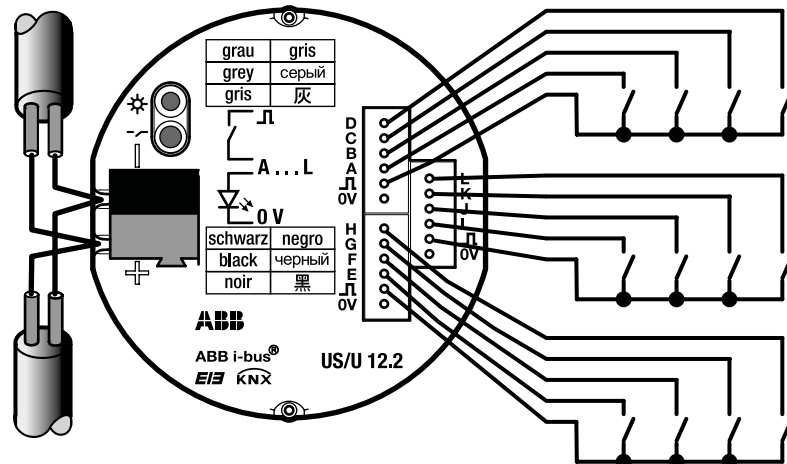 grau gris
grey серый
gris 灰
A...L
0 V
schwarz negro
black черный
noir 黑
D
C
B
A
0V
L
K
J
I
0V
H
G
F
E
0V
ABB
ABB i-bus®
EIB KNX
US/U 12.2